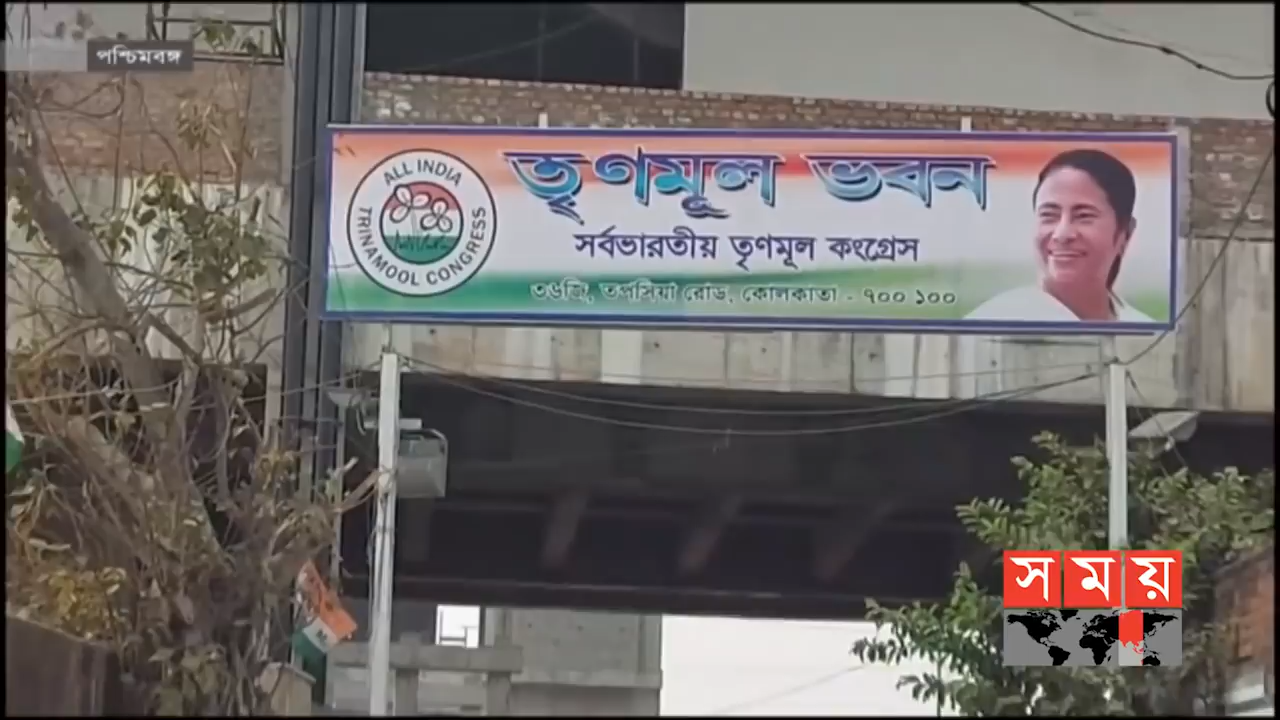 পশ্চিমবঙ্গ
ALL INDIA
TRINAMOOL CONGRESS
তৃণমূল ভবন
সর্বভারতীয় তৃণমূল কংগ্রেস
৩৬জি, তপসিয়া রোড, কোলকাতা - ৭০০ ১০০
সময়